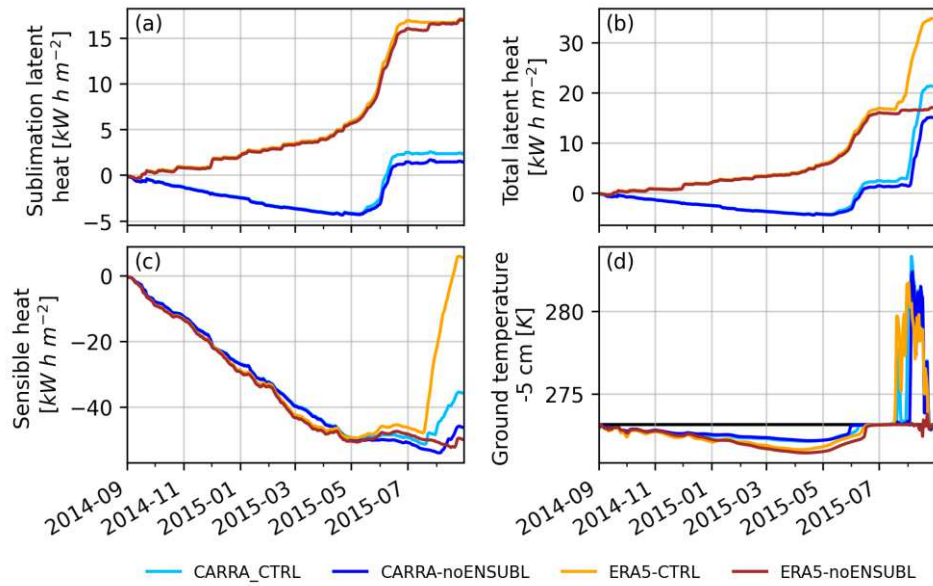 (a)
Sublimation latent
heat [kW h m⁻²]
15
10
5
0
−5
(b)
Total latent heat
[kW h m⁻²]
30
20
10
0
(c)
Sensible heat
[kW h m⁻²]
0
−20
−40
2014-09
2014-11
2015-01
2015-03
2015-05
2015-07
(d)
Ground temperature
-5 cm [K]
280
275
2014-09
2014-11
2015-01
2015-03
2015-05
2015-07
CARRA_CTRL
CARRA-noENSUBL
ERA5-CTRL
ERA5-noENSUBL